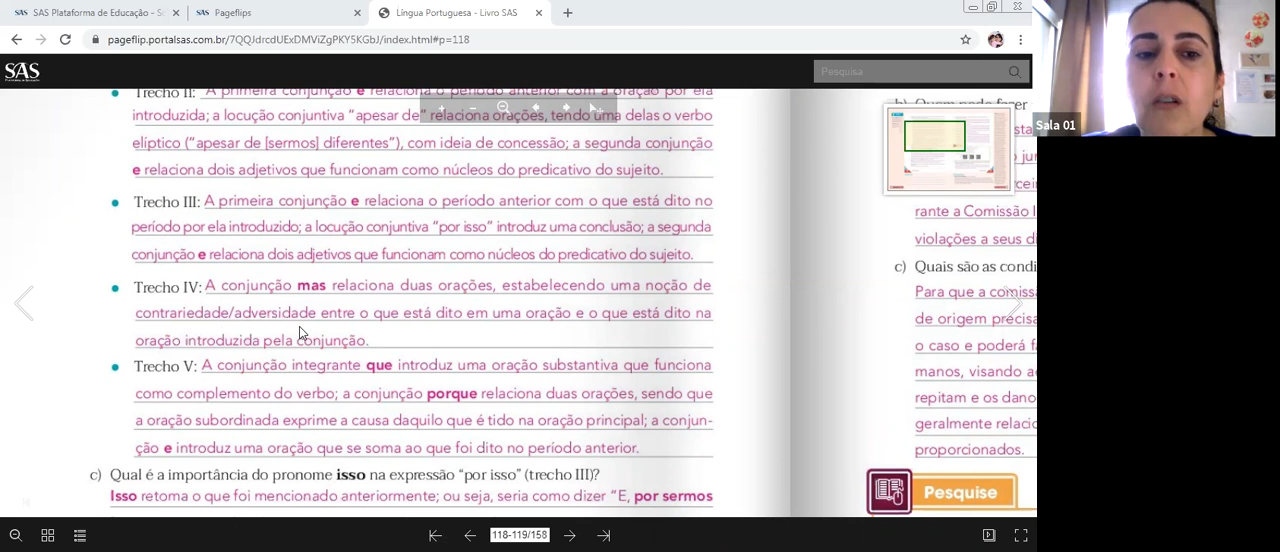 SAS Plataforma de Educação - S
SAS Pageflips
Língua Portuguesa - Livro SAS
pageflip.portalsas.com.br/7QQJdrcdUExDMViZgPKY5KGbJ/index.html#p=118
SAS
Pesquisa
Sala 01
Trecho II: A primeira conjunção e relaciona o período anterior com a oração por ela
introduzida; a locução conjuntiva “apesar de” relaciona orações, tendo uma delas o verbo
elíptico (“apesar de [sermos] diferentes”), com ideia de concessão; a segunda conjunção
e relaciona dois adjetivos que funcionam como núcleos do predicativo do sujeito.
Trecho III: A primeira conjunção e relaciona o período anterior com o que está dito no
período por ela introduzido; a locução conjuntiva “por isso” introduz uma conclusão; a segunda
conjunção e relaciona dois adjetivos que funcionam como núcleos do predicativo do sujeito.
Trecho IV: A conjunção mas relaciona duas orações, estabelecendo uma noção de
contrariedade/adversidade entre o que está dito em uma oração e o que está dito na
oração introduzida pela conjunção.
Trecho V: A conjunção integrante que introduz uma oração substantiva que funciona
como complemento do verbo; a conjunção porque relaciona duas orações, sendo que
a oração subordinada exprime a causa daquilo que é tido na oração principal; a conjun-
ção e introduz uma oração que se soma ao que foi dito no período anterior.
c) Qual é a importância do pronome isso na expressão “por isso” (trecho III)?
Isso retoma o que foi mencionado anteriormente; ou seja, seria como dizer “E, por sermos
b) Quem pode fazer
rante a Comissão I
violações a seus di
c) Quais são as condi
Para que a comissã
de origem precisa
o caso e poderá fa
manos, visando a
repitam e os dano
geralmente relaci
proporcionados.
Pesquise
118-119/158